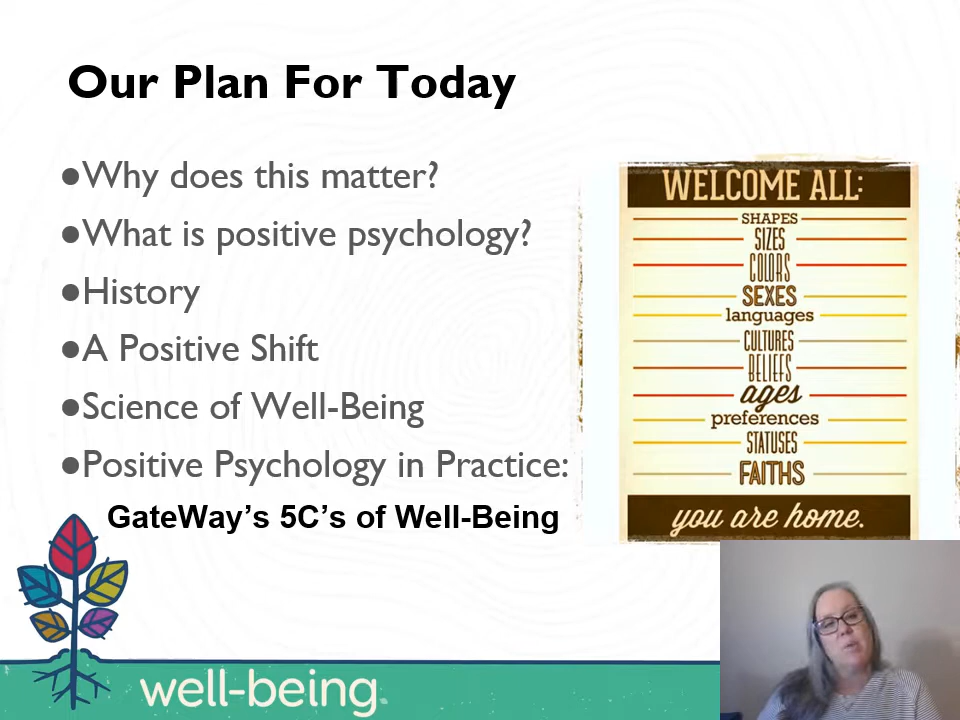 Our Plan For Today
●Why does this matter?
●What is positive psychology?
●History
●A Positive Shift
●Science of Well-Being
●Positive Psychology in Practice:
GateWay's 5C's of Well-Being
WELCOME ALL:
SHAPES
SIZES
COLORS
SEXES
languages
CULTURES
BELIEFS
ages
preferences
STATUSES
FAITHS
you are home.
well-being